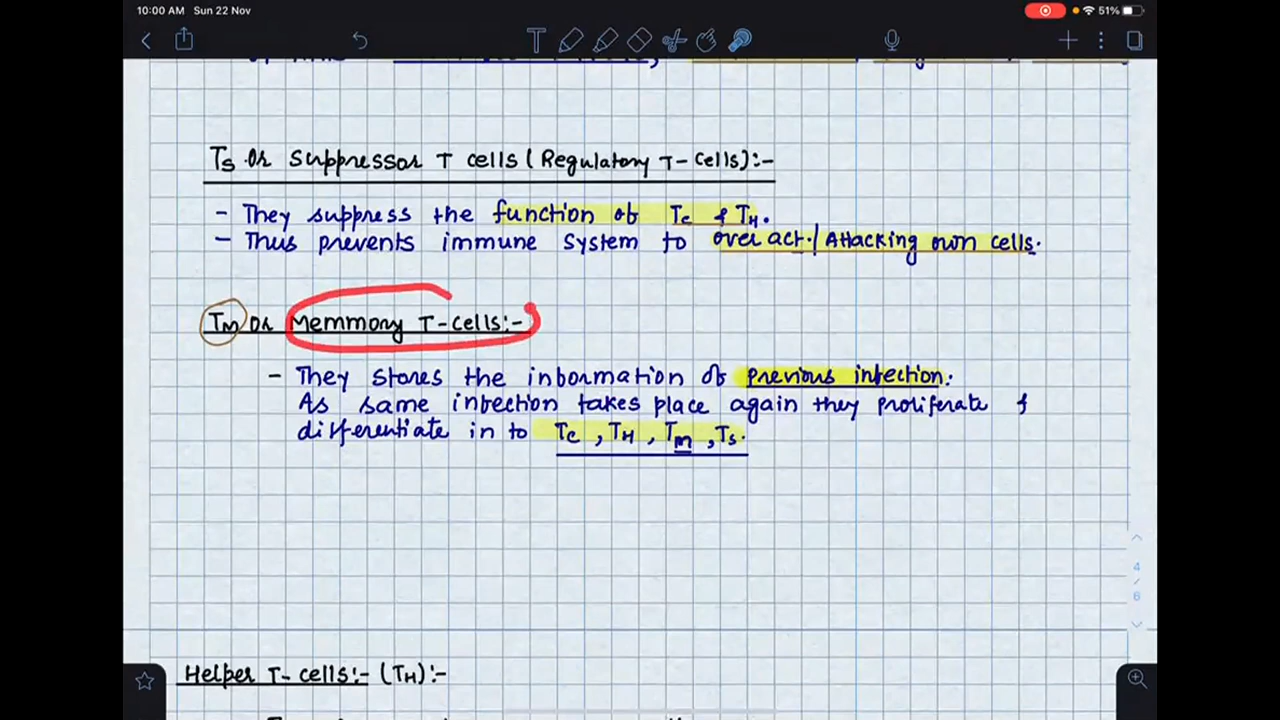 10:00 AM Sun 22 Nov
51%
Ts Or Suppressor T cells (Regulatory T-Cells):-
- They suppress the function of Tc & TH.
- Thus prevents immune system to over act./Attacking own cells.
TM Or Memmory T-cells:-
- They stores the information of previous infection.
As same infection takes place again they proliferate &
differentiate in to Tc, TH, Tm, Ts.
4
/
6
Helper T-cells:- (TH):-